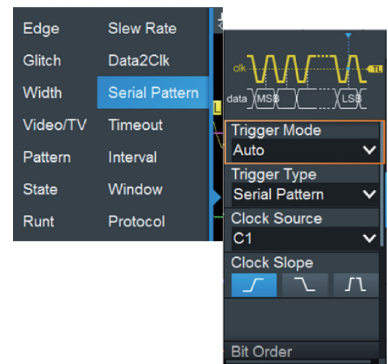 Edge Slew Rate
Glitch Data2Clk
Width Serial Pattern
Video/TV Timeout
Pattern Interval
State Window
Runt Protocol
L
clk TL
data MSB LSB
Trigger Mode
Auto
Trigger Type
Serial Pattern
Clock Source
C1
Clock Slope
Bit Order